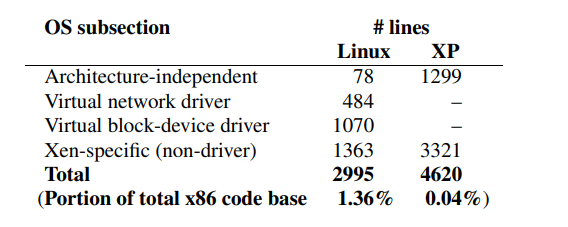 OS subsection # lines
Linux XP
Architecture-independent 78 1299
Virtual network driver 484 –
Virtual block-device driver 1070 –
Xen-specific (non-driver) 1363 3321
Total 2995 4620
(Portion of total x86 code base 1.36% 0.04%)